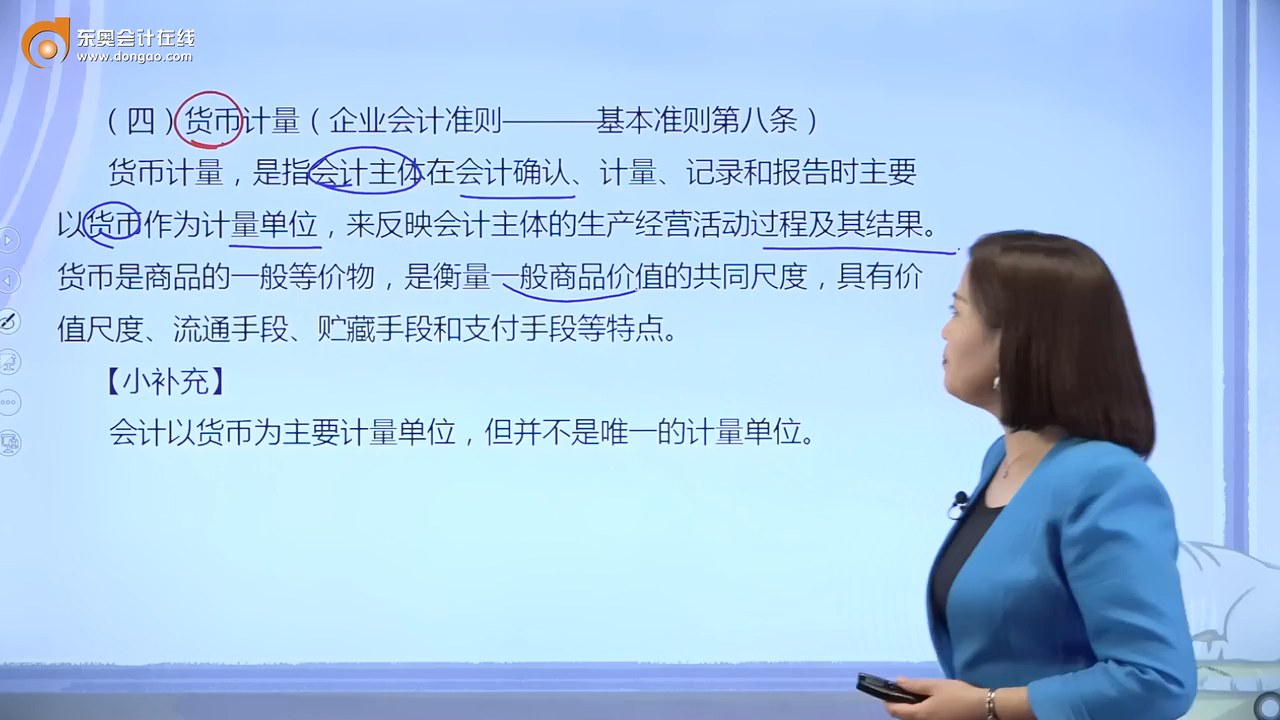 东奥会计在线
www.dongao.com
（四）货币计量（企业会计准则———基本准则第八条）
货币计量，是指会计主体在会计确认、计量、记录和报告时主要
以货币作为计量单位，来反映会计主体的生产经营活动过程及其结果。
货币是商品的一般等价物，是衡量一般商品价值的共同尺度，具有价
值尺度、流通手段、贮藏手段和支付手段等特点。
【小补充】
会计以货币为主要计量单位，但并不是唯一的计量单位。